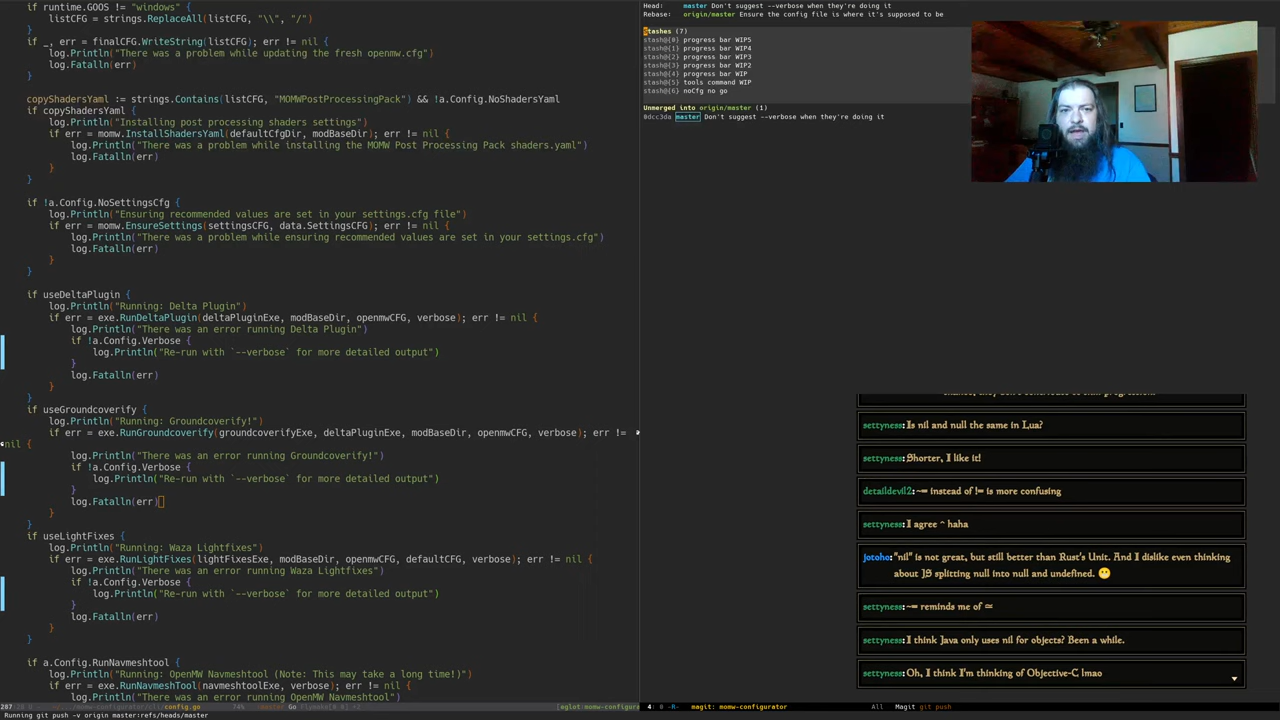 if runtime.GOOS != "windows" {
listCFG = strings.ReplaceAll(listCFG, "\\", "/")
}
if _, err = finalCFG.WriteString(listCFG); err != nil {
log.Println("There was a problem while updating the fresh openmw.cfg")
log.Fatalln(err)
}
copyShadersYaml := strings.Contains(listCFG, "MOMWPostProcessingPack") && !a.Config.NoShadersYaml
if copyShadersYaml {
log.Println("Installing post processing shaders settings")
if err = momw.InstallShadersYaml(defaultCfgDir, modBaseDir); err != nil {
log.Println("There was a problem while installing the MOMW Post Processing Pack shaders.yaml")
log.Fatalln(err)
}
}
if !a.Config.NoSettingsCfg {
log.Println("Ensuring recommended values are set in your settings.cfg file")
if err = momw.EnsureSettings(settingsCFG, data.SettingsCFG); err != nil {
log.Println("There was a problem while ensuring recommended values are set in your settings.cfg")
log.Fatalln(err)
}
}
if useDeltaPlugin {
log.Println("Running: Delta Plugin")
if err = exe.RunDeltaPlugin(deltaPluginExe, modBaseDir, openmwCFG, verbose); err != nil {
log.Println("There was an error running Delta Plugin")
if !a.Config.Verbose {
log.Println("Re-run with `--verbose` for more detailed output")
}
log.Fatalln(err)
}
}
if useGroundcoverify {
log.Println("Running: Groundcoverify!")
if err = exe.RunGroundcoverify(groundcoverifyExe, deltaPluginExe, modBaseDir, openmwCFG, verbose); err !=
nil {
log.Println("There was an error running Groundcoverify!")
if !a.Config.Verbose {
log.Println("Re-run with `--verbose` for more detailed output")
}
log.Fatalln(err)
}
}
if useLightFixes {
log.Println("Running: Waza Lightfixes")
if err = exe.RunLightFixes(lightFixesExe, modBaseDir, openmwCFG, defaultCFG, verbose); err != nil {
log.Println("There was an error running Waza Lightfixes")
if !a.Config.Verbose {
log.Println("Re-run with `--verbose` for more detailed output")
}
log.Fatalln(err)
}
}
if a.Config.RunNavmeshtool {
log.Println("Running: OpenMW Navmeshtool (Note: This may take a long time!)")
if err = exe.RunNavmeshTool(navmeshtoolExe, verbose); err != nil {
log.Println("There was an error running OpenMW Navmeshtool")
config.go 74%
Running git push -v origin master:refs/heads/master
Head: master Don't suggest --verbose when they're doing it
Rebase: origin/master Ensure the config file is where it's supposed to be
Stashes (7)
stash@{0} progress bar WIP5
stash@{1} progress bar WIP4
stash@{2} progress bar WIP3
stash@{3} progress bar WIP2
stash@{4} progress bar WIP
stash@{5} tools command WIP
stash@{6} noCfg no go
Unmerged into origin/master (1)
0dcc3da master Don't suggest --verbose when they're doing it
settyness: Is nil and null the same in Lua?
settyness: Shorter, I like it!
detaildevil2: ~= instead of != is more confusing
settyness: I agree ^ haha
jotoho: "nil" is not great, but still better than Rust's Unit. And I dislike even thinking
about JS splitting null into null and undefined. 😬
settyness: ~= reminds me of ≃
settyness: I think Java only uses nil for objects? Been a while.
settyness: Oh, I think I'm thinking of Objective-C lmao
magit: momw-configurator All Magit git push